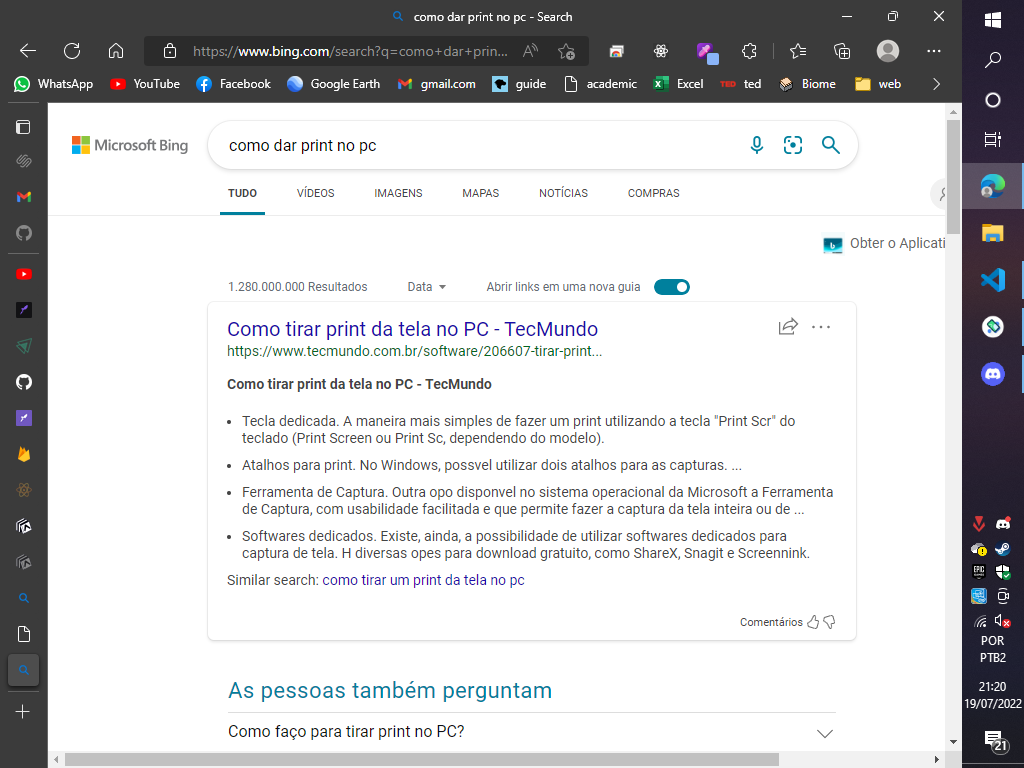 como dar print no pc - Search
https://www.bing.com/search?q=como+dar+prin...
WhatsApp
YouTube
Facebook
Google Earth
gmail.com
guide
academic
Excel
TED
ted
Biome
web
Microsoft Bing
como dar print no pc
TUDO
VÍDEOS
IMAGENS
MAPAS
NOTÍCIAS
COMPRAS
Obter o Aplicati
1.280.000.000 Resultados
Data
Abrir links em uma nova guia
Como tirar print da tela no PC - TecMundo
https://www.tecmundo.com.br/software/206607-tirar-print...
Como tirar print da tela no PC - TecMundo
Tecla dedicada. A maneira mais simples de fazer um print utilizando a tecla "Print Scr" do
teclado (Print Screen ou Print Sc, dependendo do modelo).
Atalhos para print. No Windows, possvel utilizar dois atalhos para as capturas. ...
Ferramenta de Captura. Outra opo disponvel no sistema operacional da Microsoft a Ferramenta
de Captura, com usabilidade facilitada e que permite fazer a captura da tela inteira ou de ...
Softwares dedicados. Existe, ainda, a possibilidade de utilizar softwares dedicados para
captura de tela. H diversas opes para download gratuito, como ShareX, Snagit e Screennink.
Similar search: como tirar um print da tela no pc
Comentários
As pessoas também perguntam
Como faço para tirar print no PC?
EPIC
POR
PTB2
21:20
19/07/2022
21